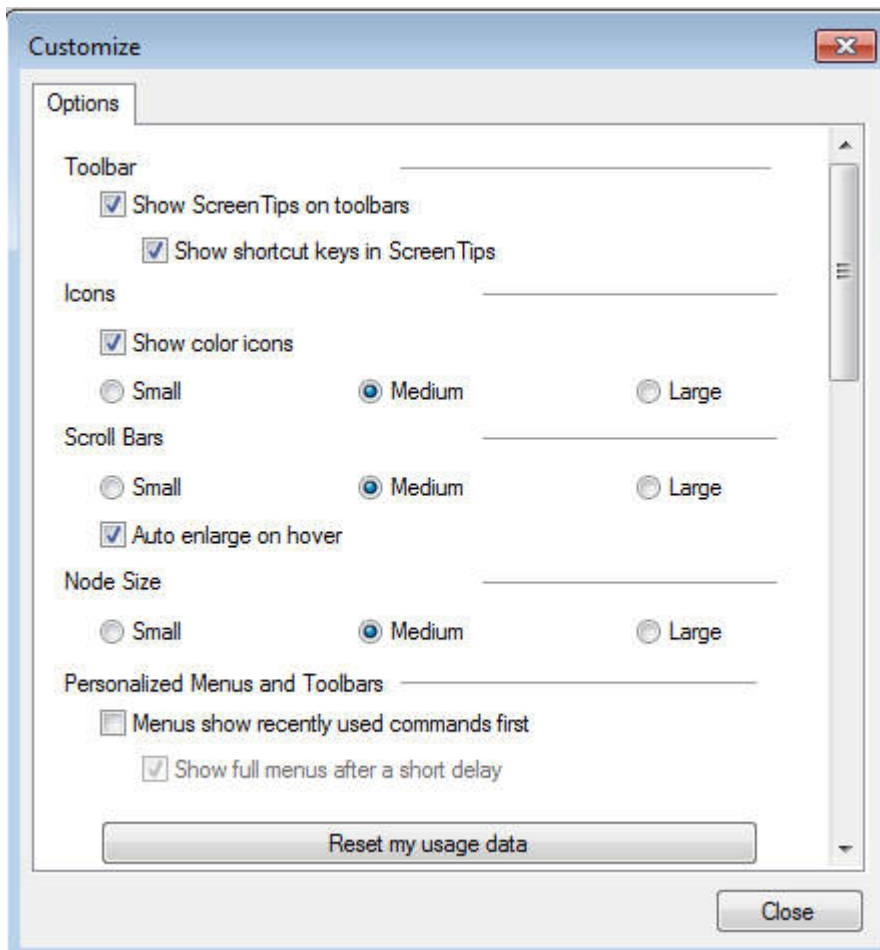 Customize
Options
Toolbar
Show ScreenTips on toolbars
Show shortcut keys in ScreenTips
Icons
Show color icons
Small Medium Large
Scroll Bars
Small Medium Large
Auto enlarge on hover
Node Size
Small Medium Large
Personalized Menus and Toolbars
Menus show recently used commands first
Show full menus after a short delay
Reset my usage data
Close